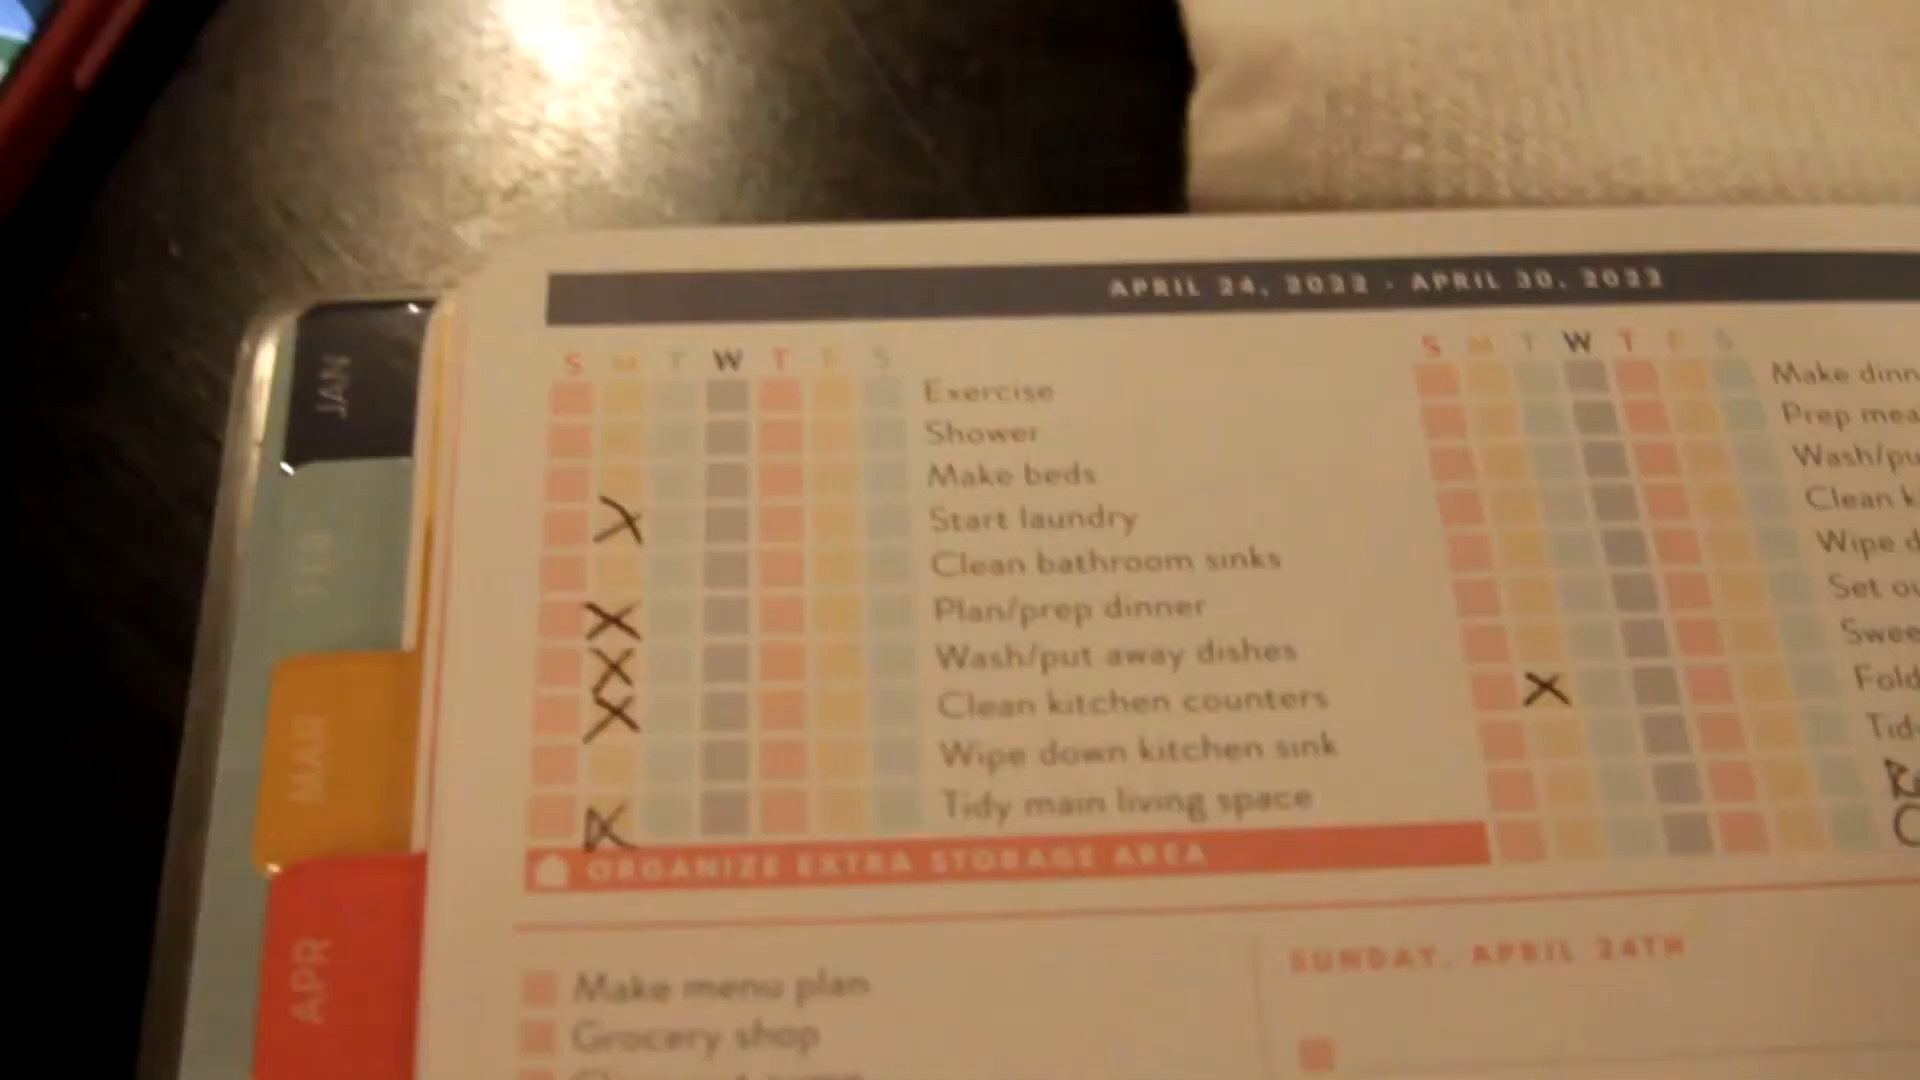 APRIL 24, 2022 - APRIL 30, 2022
S M T W T F S
Exercise
Shower
Make beds
Start laundry
Clean bathroom sinks
Plan/prep dinner
Wash/put away dishes
Clean kitchen counters
Wipe down kitchen sink
Tidy main living space
ORGANIZE EXTRA STORAGE AREA
S M T W T F S
Make dinn
Prep mea
Wash/pu
Clean k
Wipe d
Set ou
Swee
Fold
Tid
Make menu plan
Grocery shop
SUNDAY, APRIL 24TH
JAN
FEB
MAR
APR